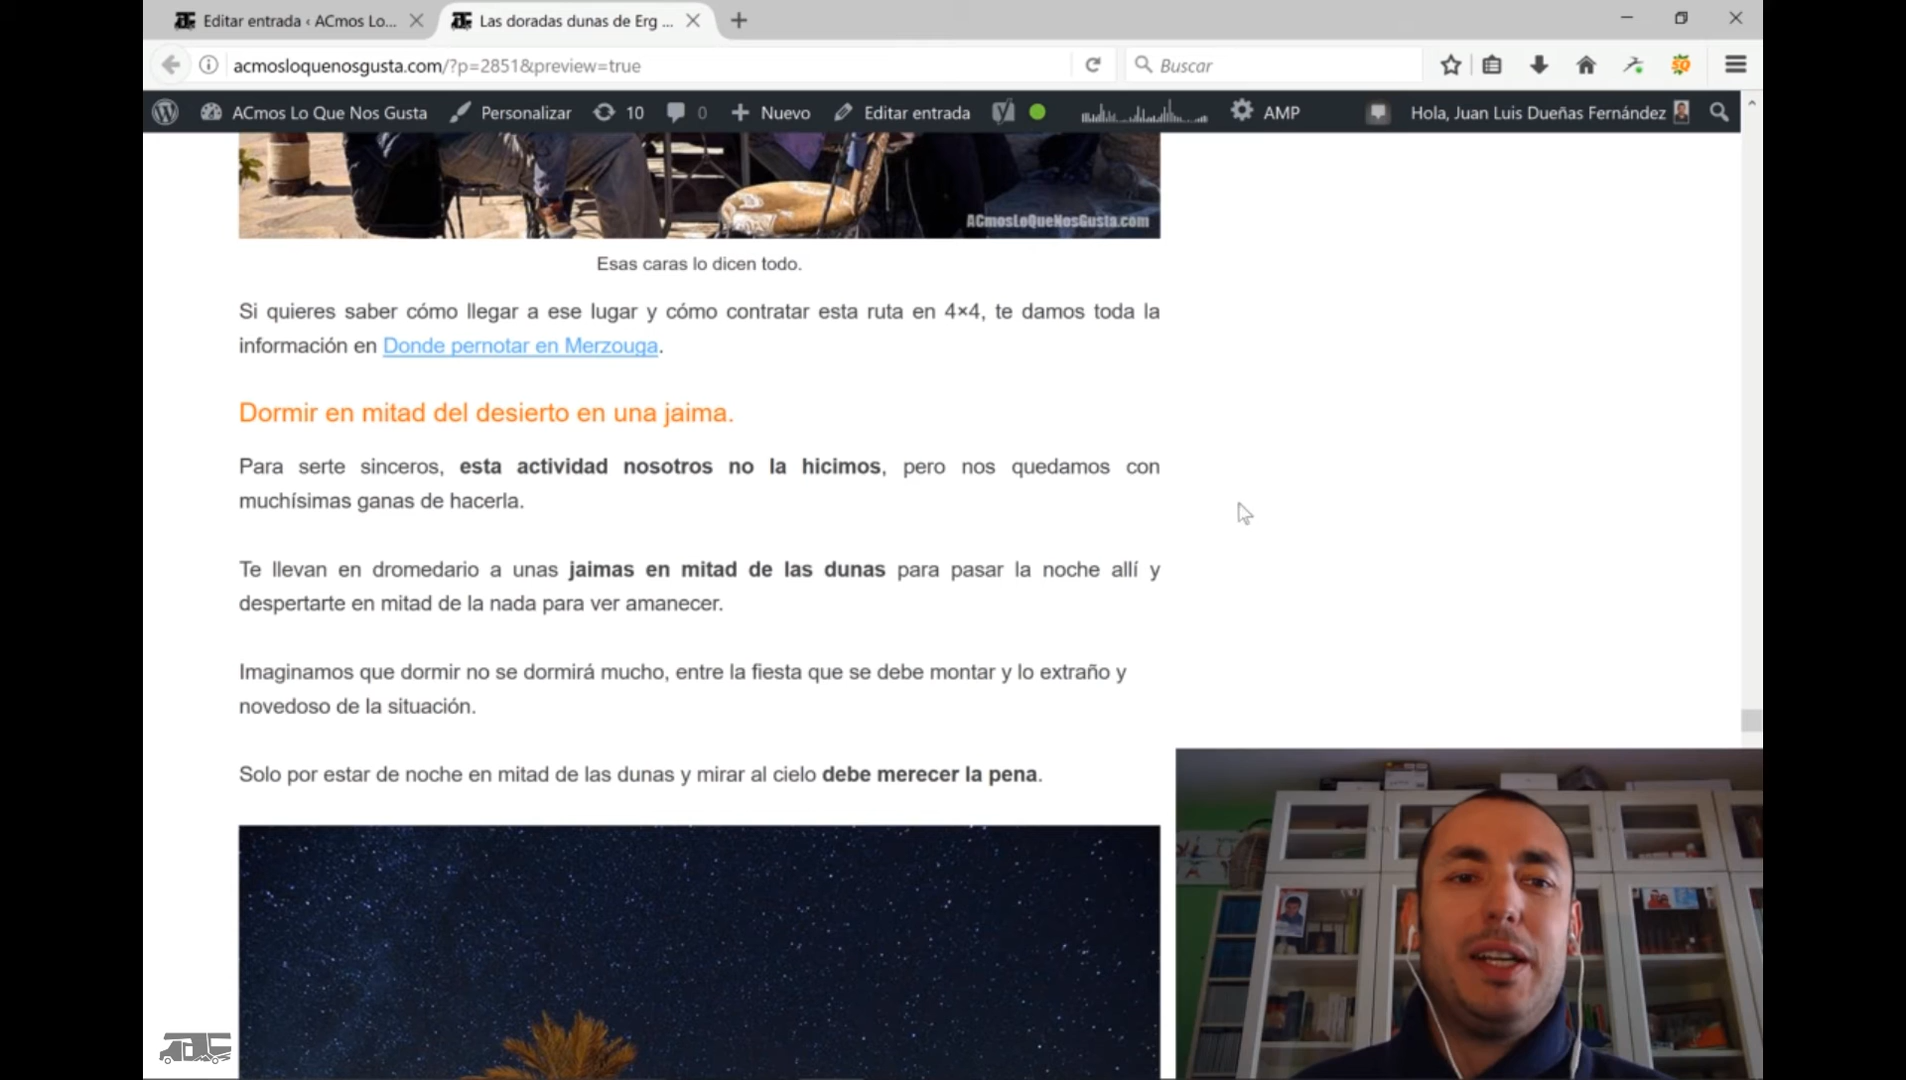 Editar entrada ‹ ACmos Lo...
Las doradas dunas de Erg ...
acmosloquenosgusta.com/?p=2851&preview=true
Buscar
ACmos Lo Que Nos Gusta
Personalizar
10
0
Nuevo
Editar entrada
AMP
Hola, Juan Luis Dueñas Fernández
ACmosLoQueNosGusta.com
Esas caras lo dicen todo.
Si quieres saber cómo llegar a ese lugar y cómo contratar esta ruta en 4×4, te damos toda la
información en Donde pernotar en Merzouga.
Dormir en mitad del desierto en una jaima.
Para serte sinceros, esta actividad nosotros no la hicimos, pero nos quedamos con
muchísimas ganas de hacerla.
Te llevan en dromedario a unas jaimas en mitad de las dunas para pasar la noche allí y
despertarte en mitad de la nada para ver amanecer.
Imaginamos que dormir no se dormirá mucho, entre la fiesta que se debe montar y lo extraño y
novedoso de la situación.
Solo por estar de noche en mitad de las dunas y mirar al cielo debe merecer la pena.